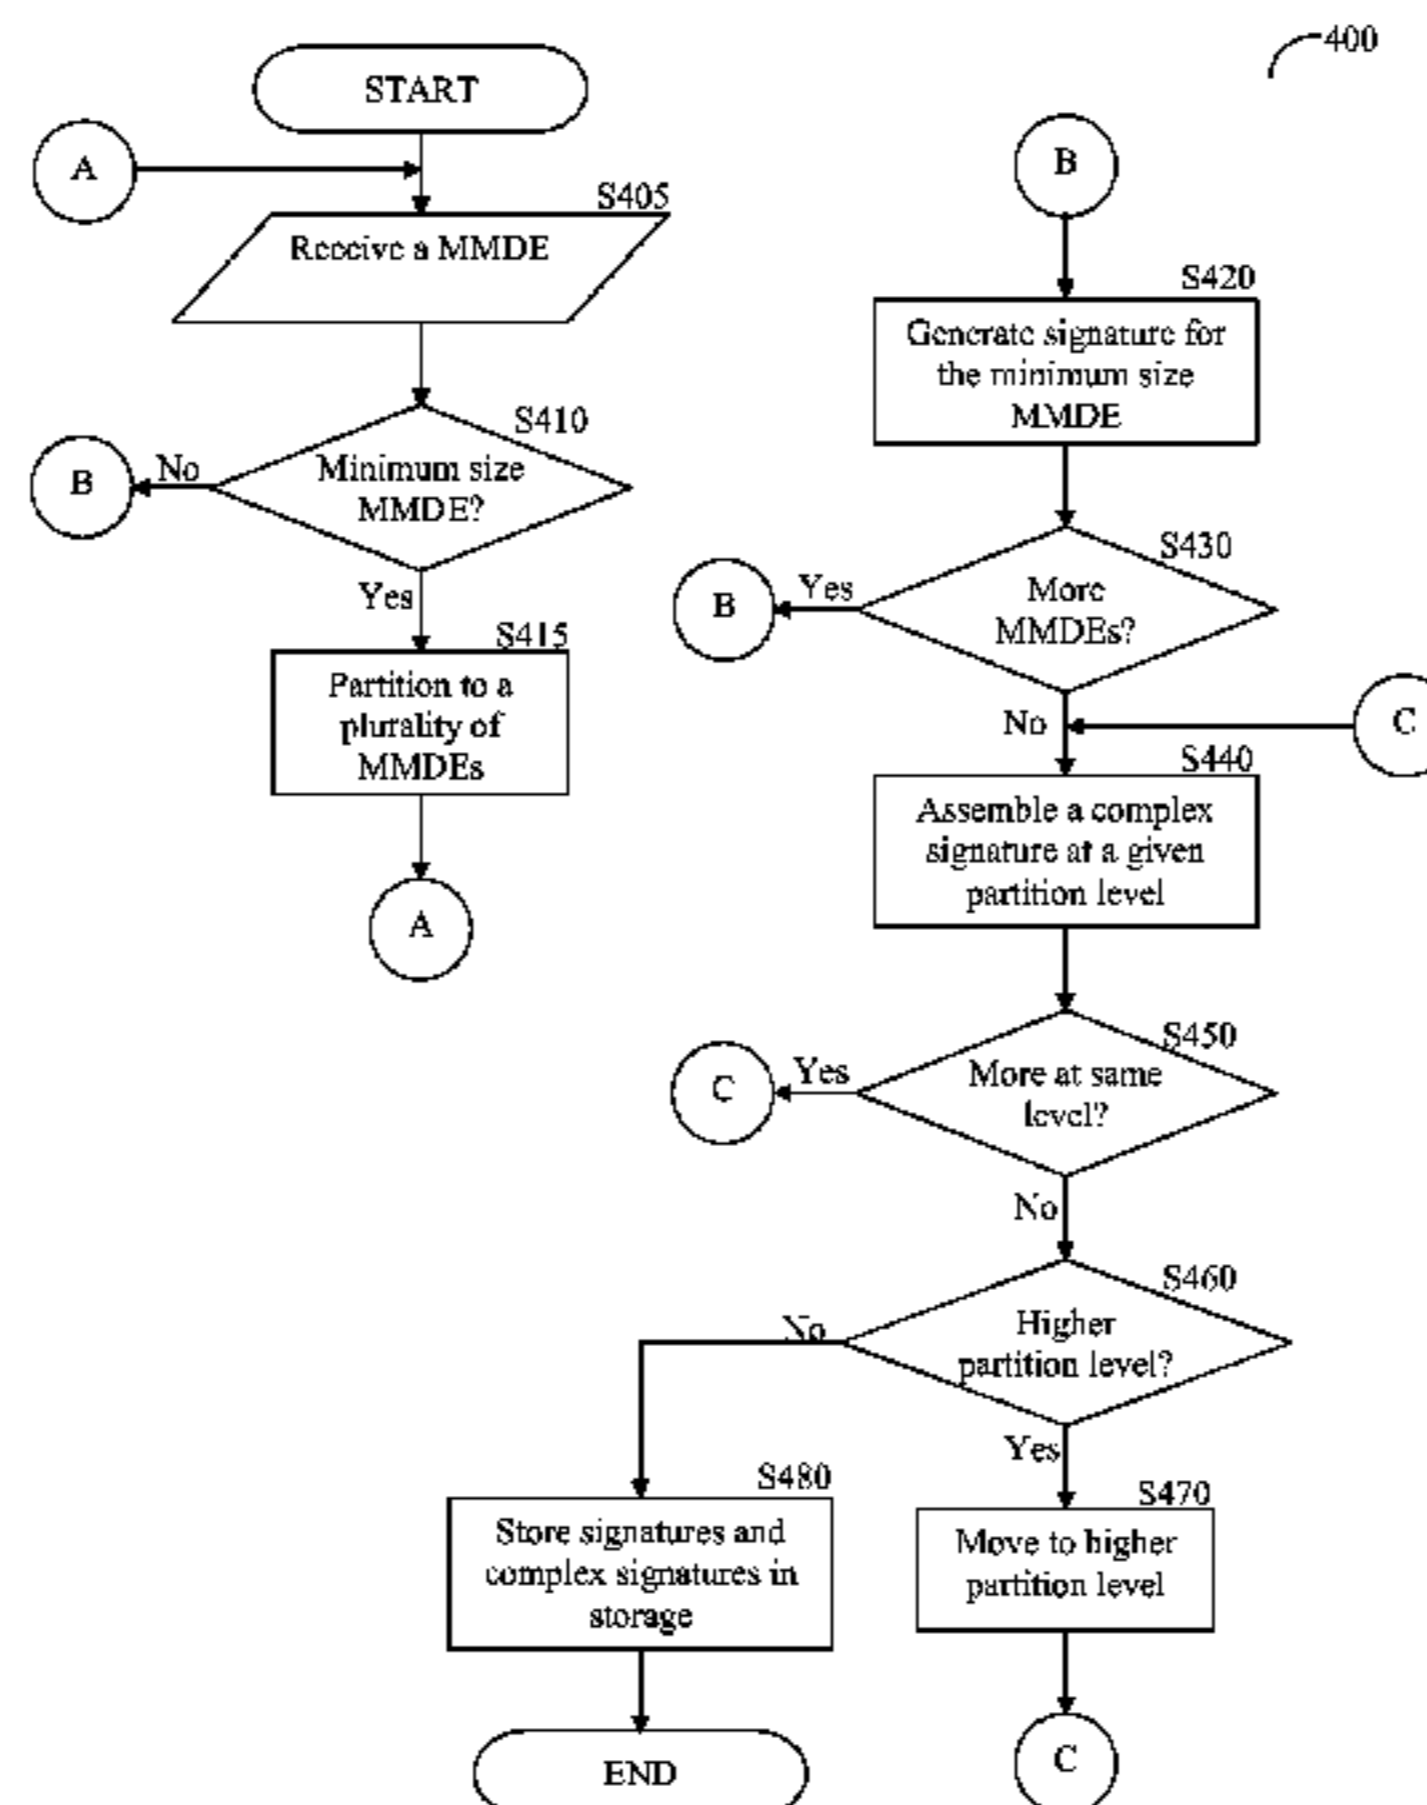 400
START
A
S405
Receive a MMDE
S410
Minimum size
MMDE?
No
B
Yes
S415
Partition to a
plurality of
MMDEs
A
B
S420
Generate signature for
the minimum size
MMDE
S430
More
MMDEs?
Yes
B
No
C
S440
Assemble a complex
signature at a given
partition level
S450
More at same
level?
Yes
C
No
S460
Higher
partition level?
No
Yes
S480
Store signatures and
complex signatures in
storage
END
S470
Move to higher
partition level
C